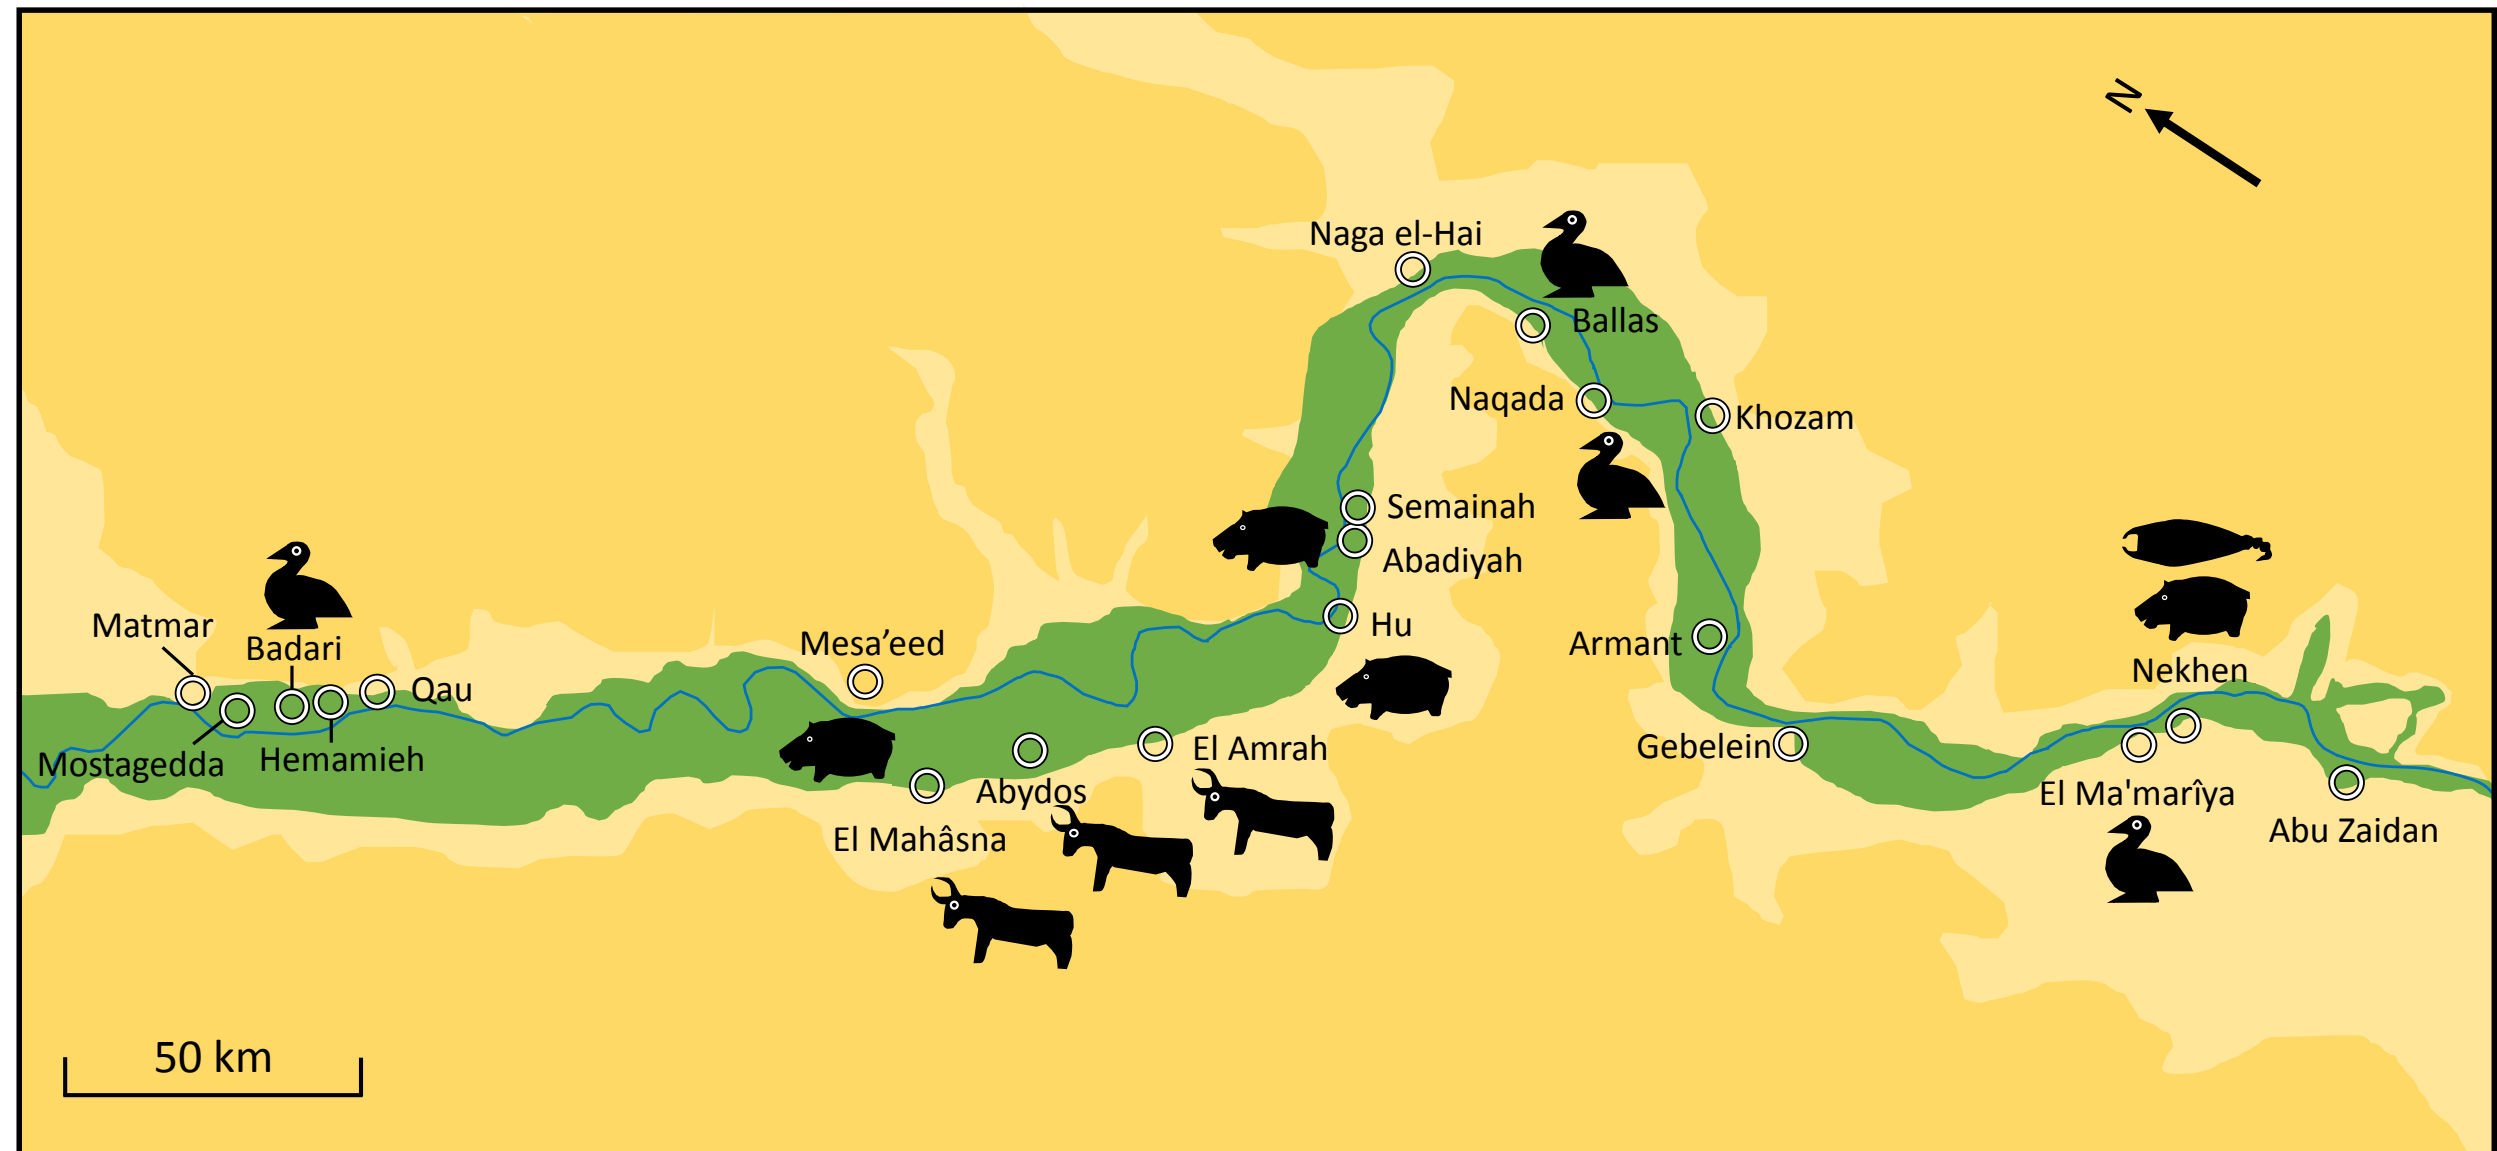 N
Naga el-Hai
Ballas
Naqada
Khozam
Semainah
Abadiyah
Matmar
Badari
Mesa’eed
Hu
Armant
Nekhen
Qau
Mostagedda
Hemamieh
El Amrah
Gebelein
Abydos
El Ma'marîya
El Mahâsna
Abu Zaidan
50 km